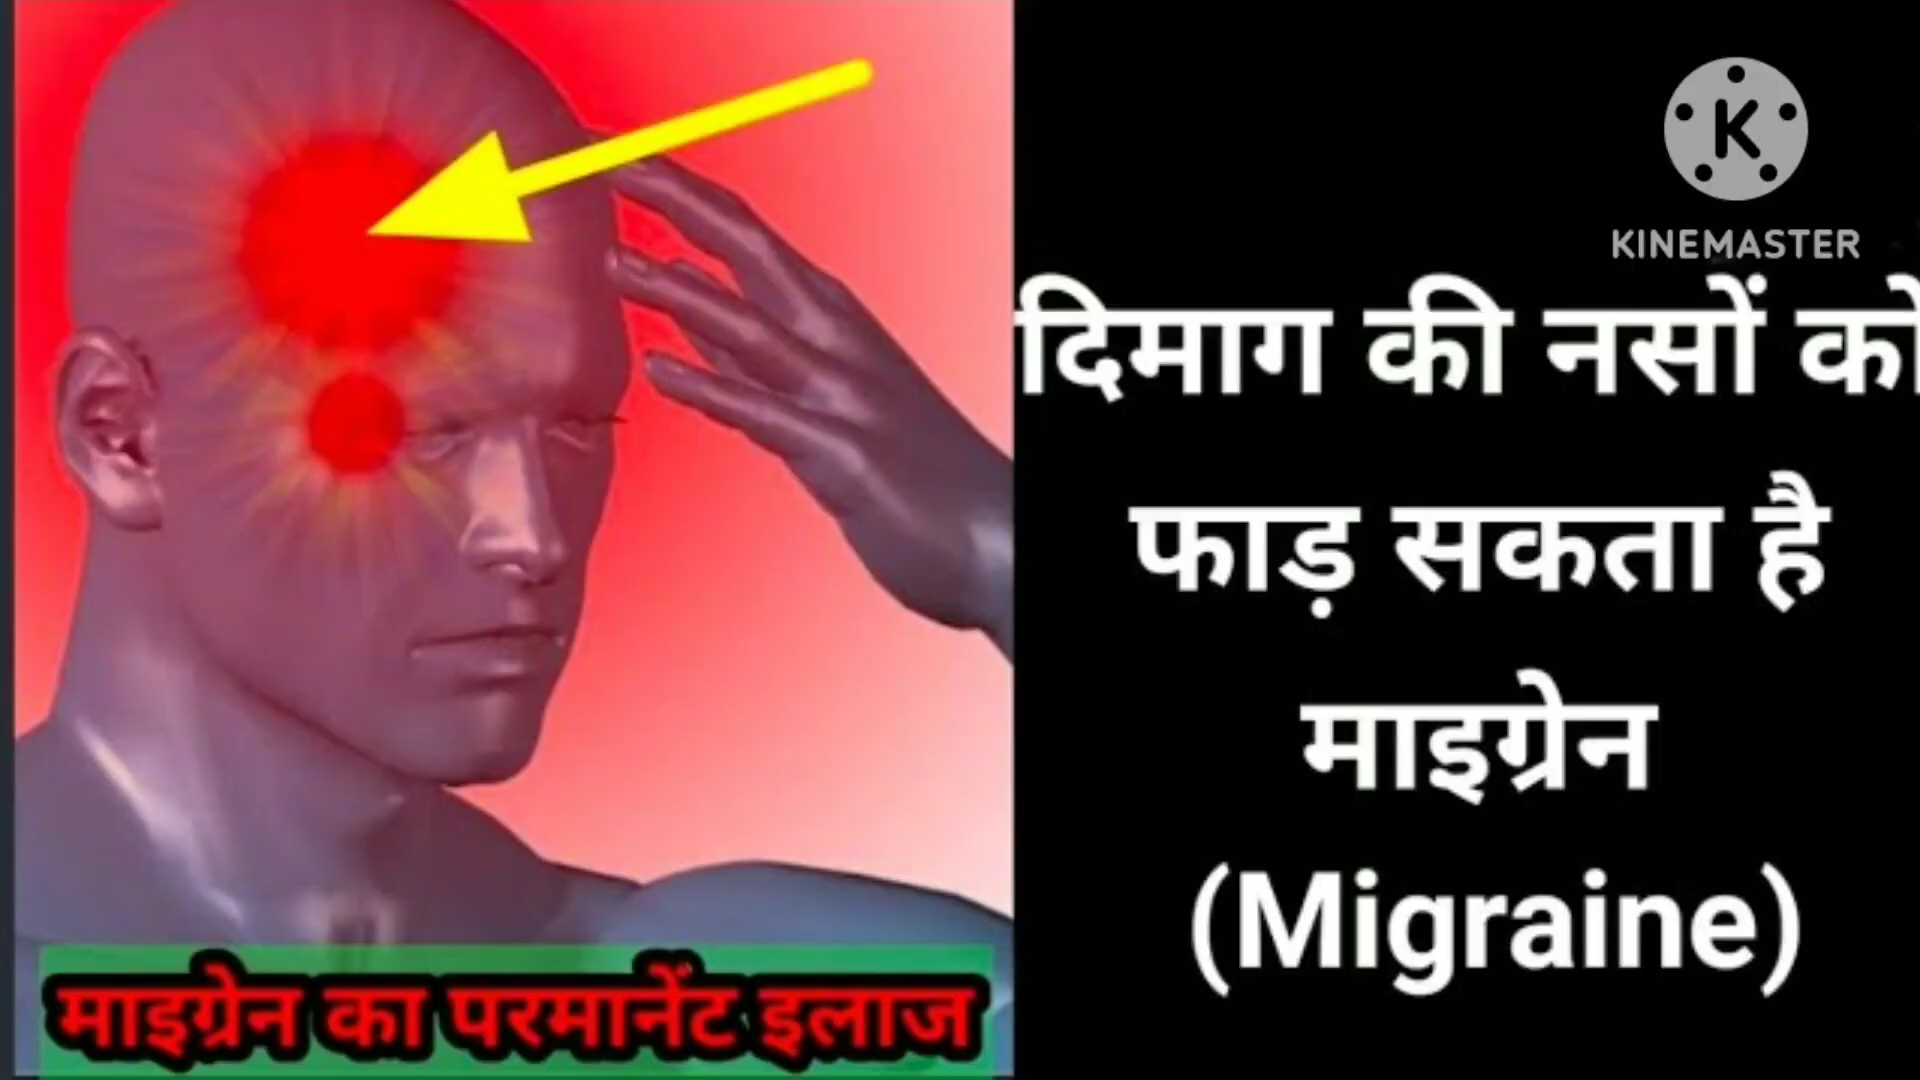 KINEMASTER
दिमाग की नसों को
फाड़ सकता है
माइग्रेन
(Migraine)
माइग्रेन का परमानेंट इलाज